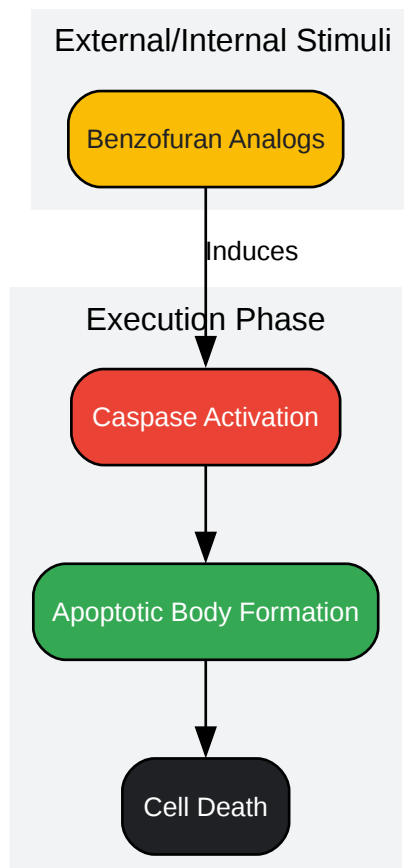 External/Internal Stimuli
Benzofuran Analogs
Induces
Execution Phase
Caspase Activation
Apoptotic Body Formation
Cell Death